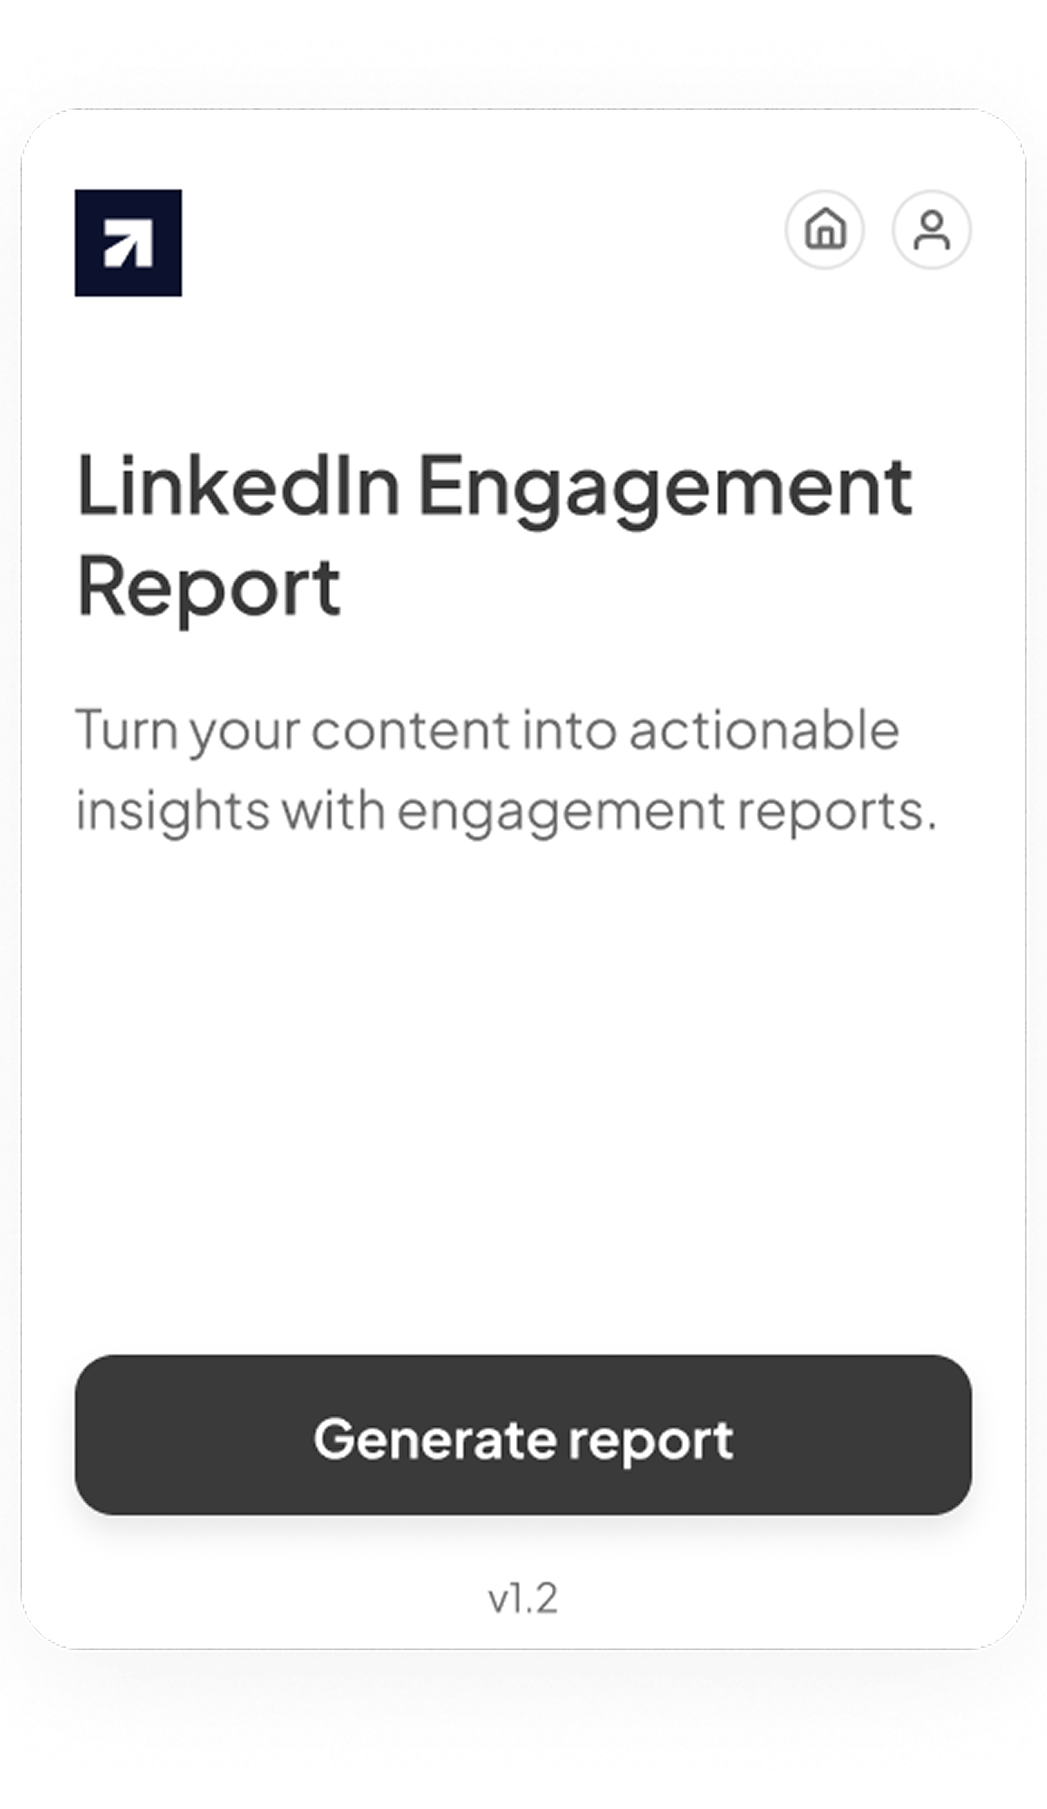 LinkedIn Engagement
Report
Turn your content into actionable
insights with engagement reports.
Generate report
v1.2